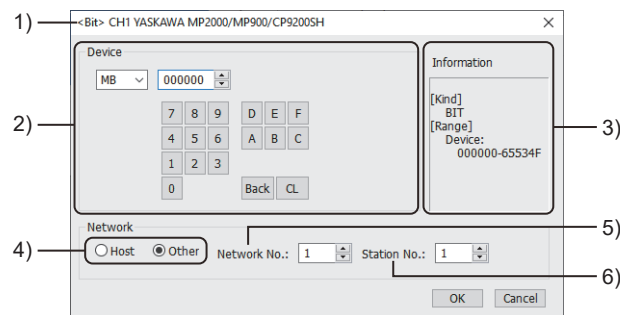 1) <Bit> CH1 YASKAWA MP2000/MP900/CP9200SH
Device
MB 000000
7 8 9 D E F
4 5 6 A B C
1 2 3
0 Back CL
2)
Information
[Kind]
BIT
[Range]
Device:
000000-65534F
3)
Network
4) Host Other Network No.: 1 Station No.: 1
5)
6)
OK Cancel